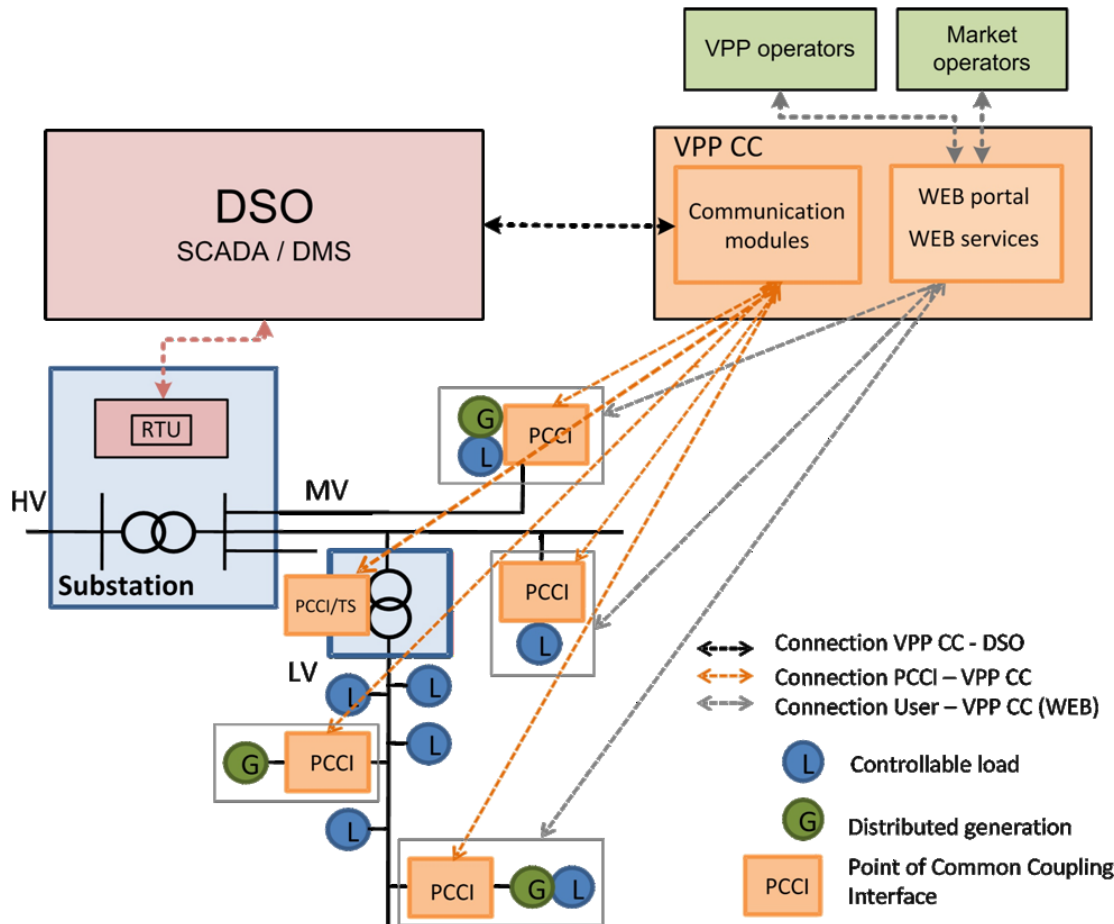 VPP operators
Market
operators
VPP CC
DSO
SCADA / DMS
Communication
modules
WEB portal
WEB services
RTU
G
L
PCCI
HV
MV
Substation
PCCI/TS
PCCI
L
LV
L
L
L
G
PCCI
L
PCCI
G
L
Connection VPP CC - DSO
Connection PCCI – VPP CC
Connection User – VPP CC (WEB)
L
Controllable load
G
Distributed generation
PCCI
Point of Common Coupling
Interface